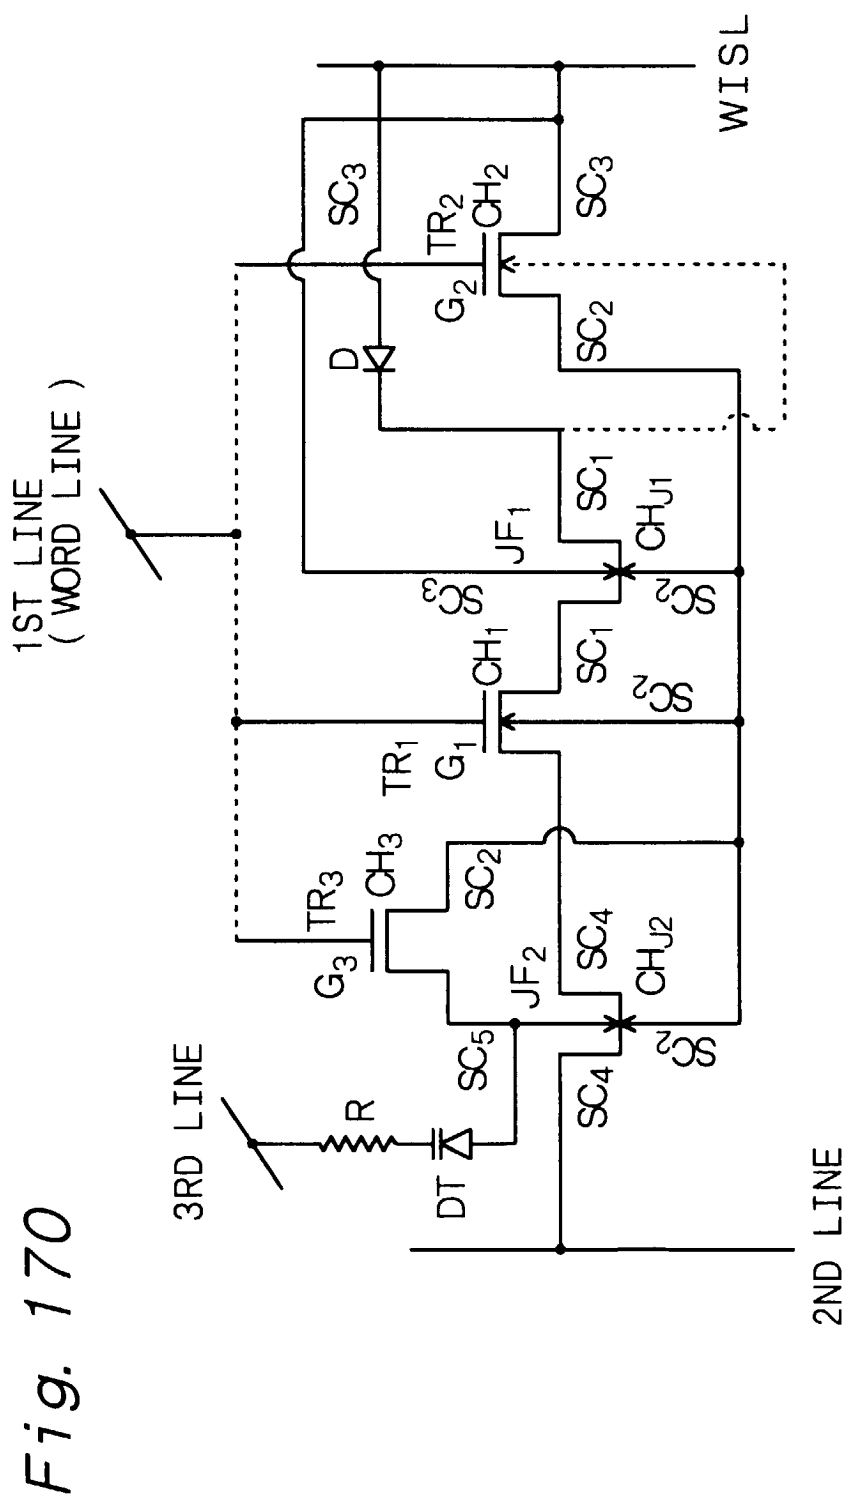 Fig. 170
1ST LINE
( WORD LINE )
3RD LINE
R
DT
SC5
TR3
G3
CH3
SC2
JF2
SC4
SC4
CHJ2
SC2
TR1
G1
CH1
SC2
SC1
JF1
SC3
SC1
CHJ1
SC2
D
SC3
TR2
G2
CH2
SC2
SC3
2ND LINE
WISL